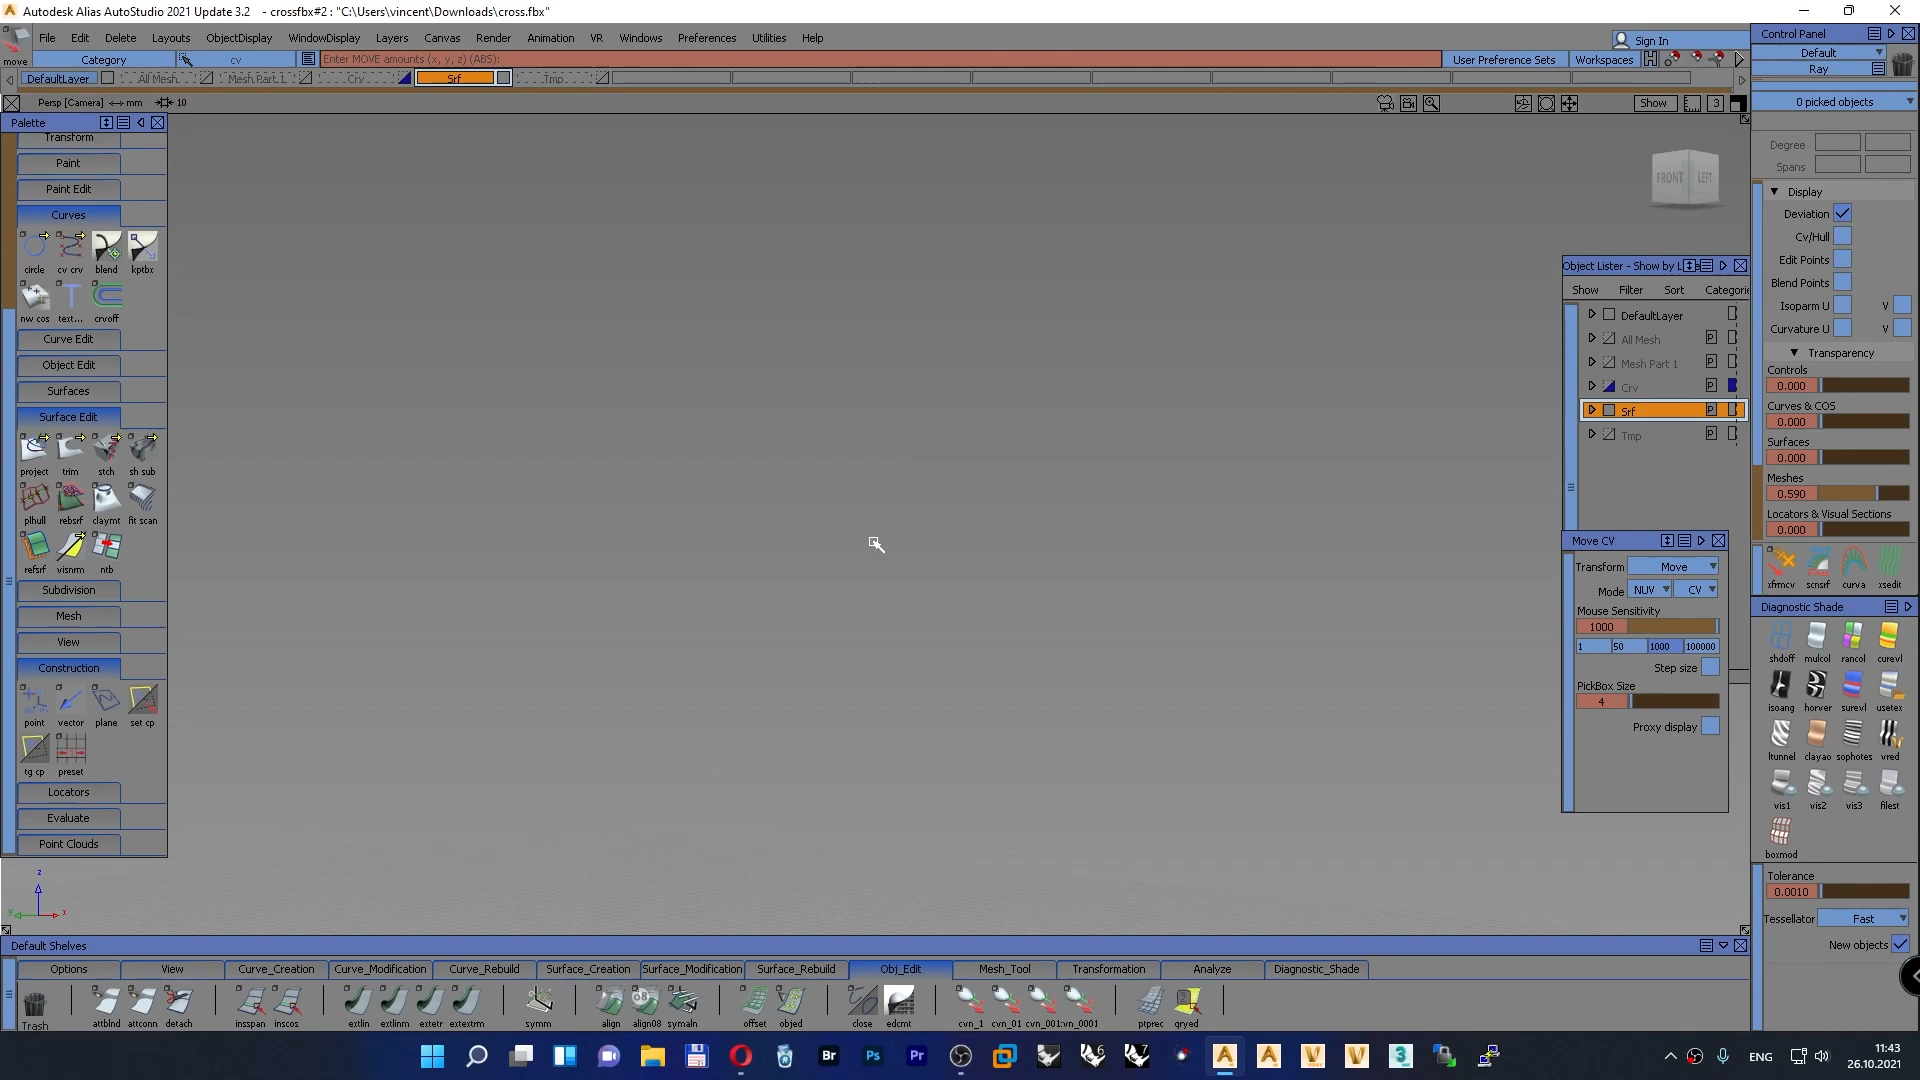 Autodesk Alias AutoStudio 2021 Update 3.2 - crossfbx#2 : "C:\Users\vincent\Downloads\cross.fbx"
File Edit Delete Layouts ObjectDisplay WindowDisplay Layers Canvas Render Animation VR Windows Preferences Utilities Help
Sign In
move Category cv Enter MOVE amounts (x, y, z) (ABS): User Preference Sets Workspaces
DefaultLayer All Mesh Mesh Part 1 Crv Srf Tmp
Persp [Camera] mm 10 Show 3
Palette
Transform
Paint
Paint Edit
Curves
circle cv crv blend kptbx
nw cos text... crvoff
Curve Edit
Object Edit
Surfaces
Surface Edit
project trim stch sh sub
plhull rebsrf claymt fit scan
refsrf visnrm ntb
Subdivision
Mesh
View
Construction
point vector plane set cp
tg cp preset
Locators
Evaluate
Point Clouds
z
y x
FRONT LEFT
Object Lister - Show by L
Show Filter Sort Categorie
DefaultLayer
All Mesh P
Mesh Part 1 P
Crv P
Srf P
Tmp P
Move CV
Transform Move
Mode NUV CV
Mouse Sensitivity
1000
1 50 1000 100000
Step size
PickBox Size
4
Proxy display
Control Panel
Default
Ray
0 picked objects
Degree
Spans
Display
Deviation
Cv/Hull
Edit Points
Blend Points
Isoparm U V
Curvature U V
Transparency
Controls
0.000
Curves & COS
0.000
Surfaces
0.000
Meshes
0.590
Locators & Visual Sections
0.000
xfrmcv scnsrf curva xsedit
Diagnostic Shade
shdoff mulcol rancol curevl
isoang horver surevl usetex
ltunnel clayao sophotes vred
vis1 vis2 vis3 filest
boxmod
Tolerance
0.0010
Tessellator Fast
New objects
Default Shelves
Options View Curve_Creation Curve_Modification Curve_Rebuild Surface_Creation Surface_Modification Surface_Rebuild Obj_Edit Mesh_Tool Transformation Analyze Diagnostic_Shade
Trash attblnd attconn detach insspan inscos extlin extlinm extetr extextrm symm align align08 symaln offset objed close edcmt cvn_1 cvn_01 cvn_001 vn_0001 ptprec qryed
Br Ps Pr 6 7 3 ENG 11:43
26.10.2021